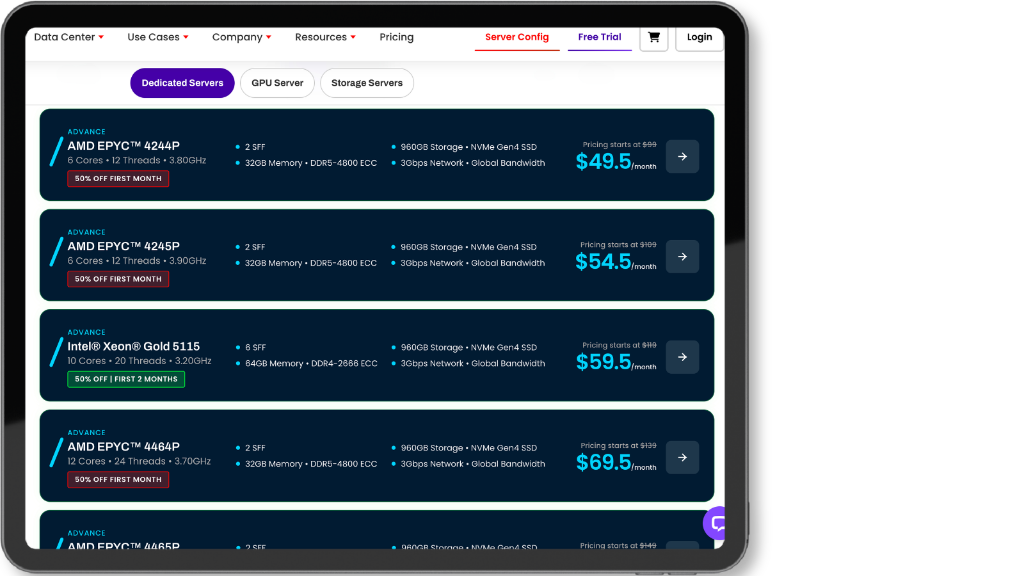 Data Center Use Cases Company Resources Pricing Server Config Free Trial Login
Dedicated Servers GPU Server Storage Servers
ADVANCE
AMD EPYC™ 4244P
6 Cores • 12 Threads • 3.80GHz
50% OFF FIRST MONTH
• 2 SFF
• 32GB Memory • DDR5-4800 ECC
• 960GB Storage • NVMe Gen4 SSD
• 3Gbps Network • Global Bandwidth
Pricing starts at $99
$49.5/month
ADVANCE
AMD EPYC™ 4245P
6 Cores • 12 Threads • 3.90GHz
50% OFF FIRST MONTH
• 2 SFF
• 32GB Memory • DDR5-4800 ECC
• 960GB Storage • NVMe Gen4 SSD
• 3Gbps Network • Global Bandwidth
Pricing starts at $109
$54.5/month
ADVANCE
Intel® Xeon® Gold 5115
10 Cores • 20 Threads • 3.20GHz
50% OFF | FIRST 2 MONTHS
• 6 SFF
• 64GB Memory • DDR4-2666 ECC
• 960GB Storage • NVMe Gen4 SSD
• 3Gbps Network • Global Bandwidth
Pricing starts at $119
$59.5/month
ADVANCE
AMD EPYC™ 4464P
12 Cores • 24 Threads • 3.70GHz
50% OFF FIRST MONTH
• 2 SFF
• 32GB Memory • DDR5-4800 ECC
• 960GB Storage • NVMe Gen4 SSD
• 3Gbps Network • Global Bandwidth
Pricing starts at $139
$69.5/month
ADVANCE
AMD EPYC™ 4465P
• 2 SFF
• 960GB Storage • NVMe Gen4 SSD
Pricing starts at $149